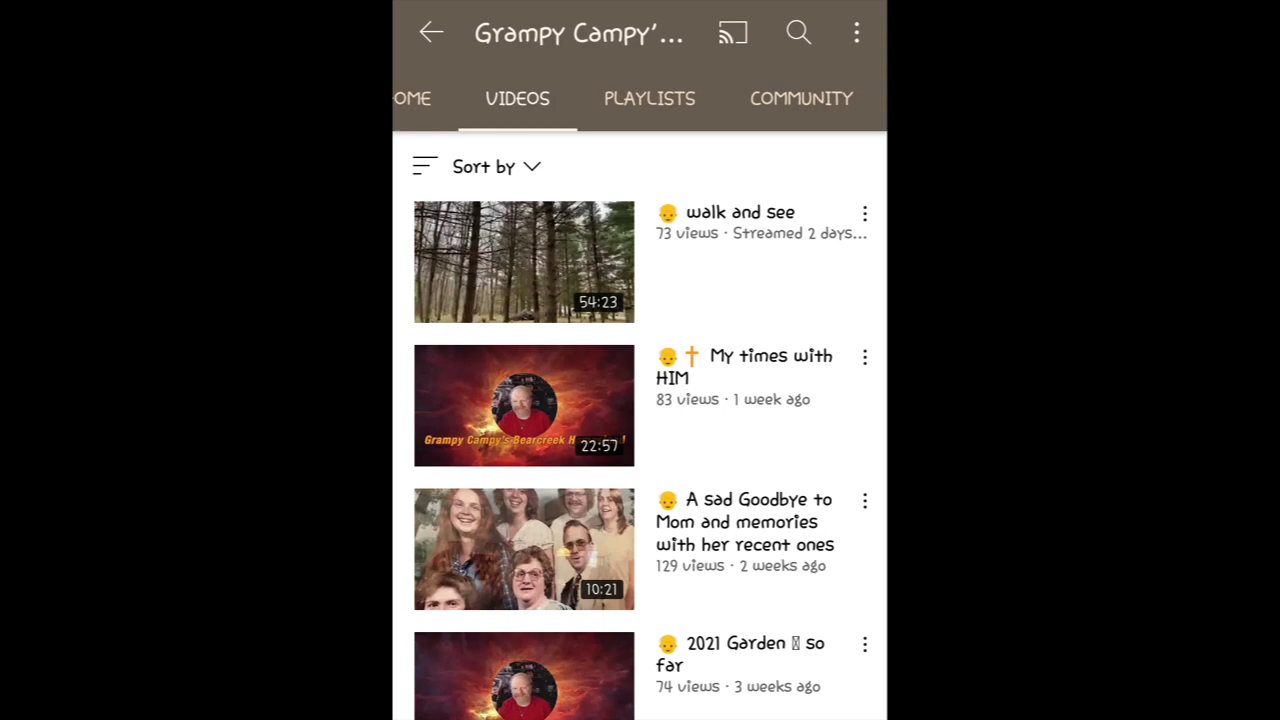 Grampy Campy’...
OME VIDEOS PLAYLISTS COMMUNITY
Sort by
54:23
walk and see
73 views · Streamed 2 days...
Grampy Campy's Bearcreek H
22:57
My times with
HIM
83 views · 1 week ago
10:21
A sad Goodbye to
Mom and memories
with her recent ones
129 views · 2 weeks ago
2021 Garden so
far
74 views · 3 weeks ago